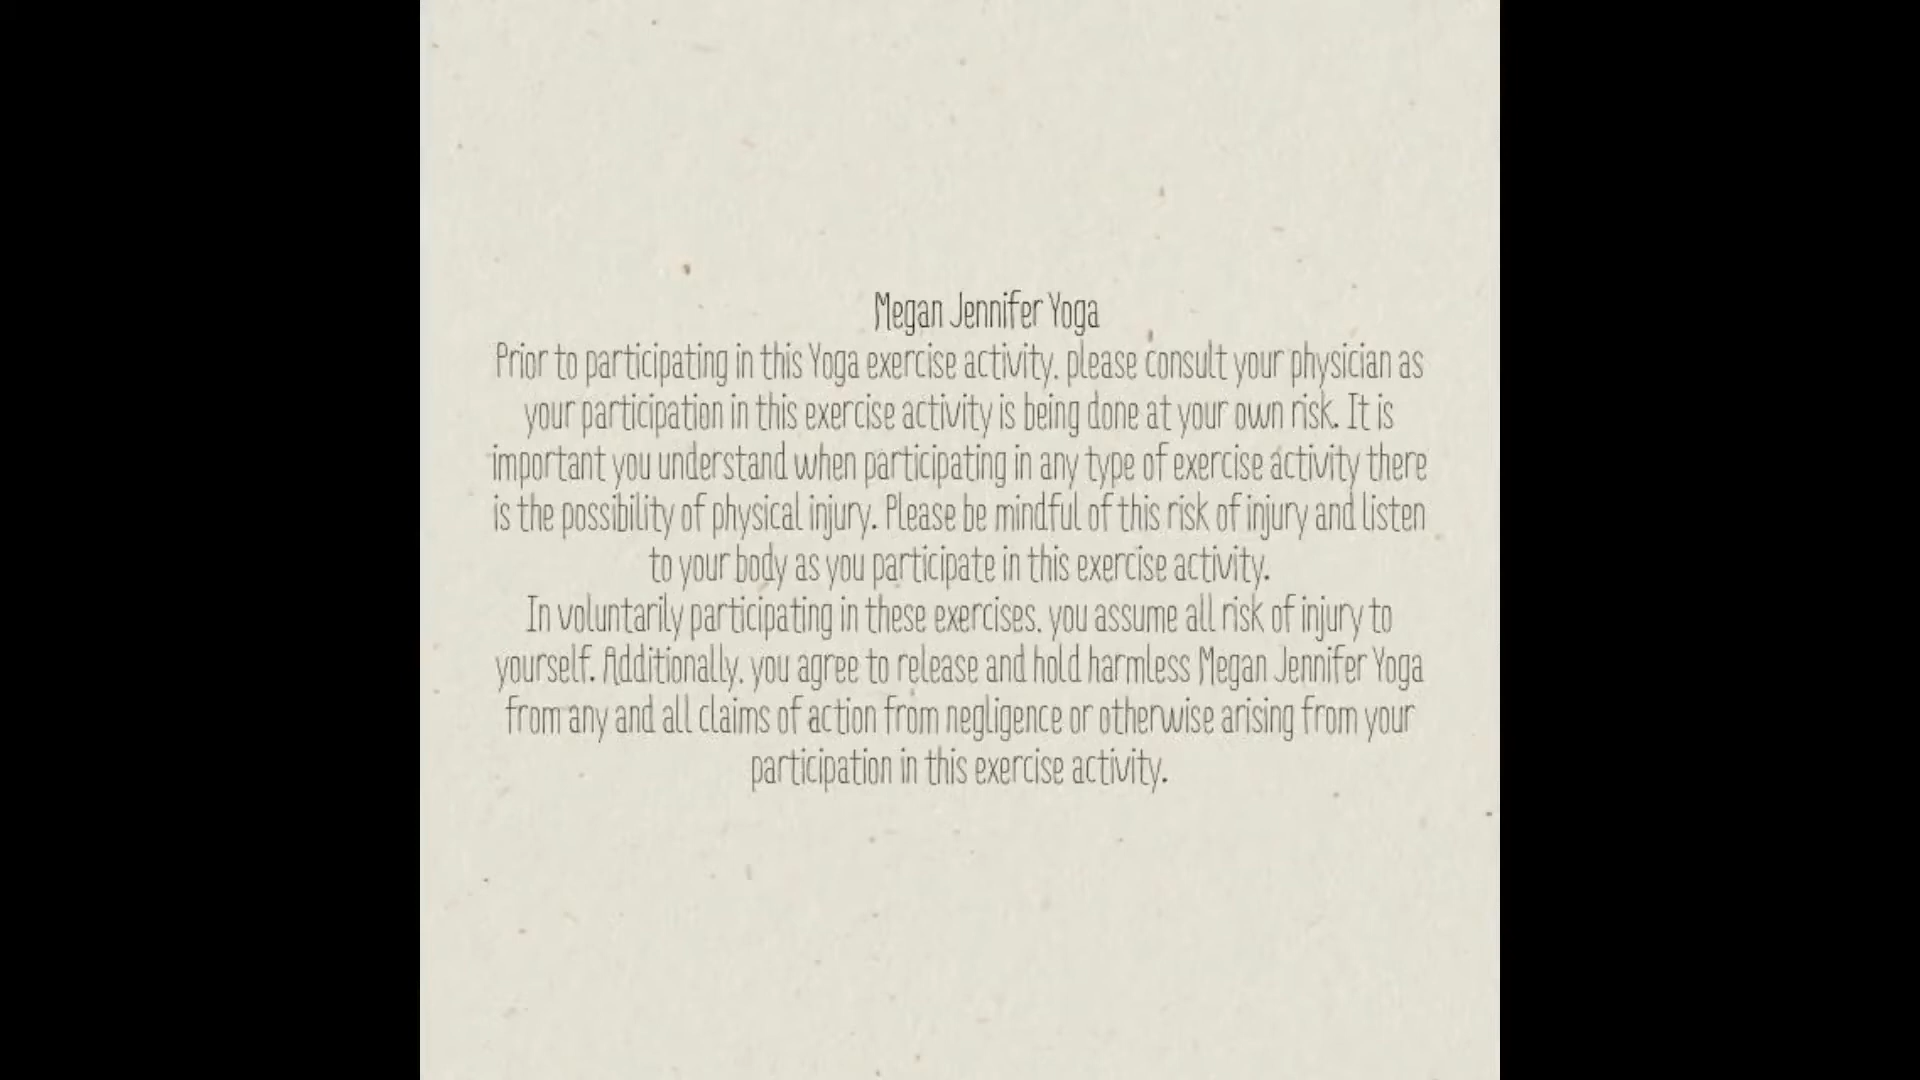 Megan Jennifer Yoga
Prior to participating in this Yoga exercise activity, please consult your physician as
your participation in this exercise activity is being done at your own risk. It is
important you understand when participating in any type of exercise activity there
is the possibility of physical injury. Please be mindful of this risk of injury and listen
to your body as you participate in this exercise activity.
In voluntarily participating in these exercises, you assume all risk of injury to
yourself. Additionally, you agree to release and hold harmless Megan Jennifer Yoga
from any and all claims of action from negligence or otherwise arising from your
participation in this exercise activity.